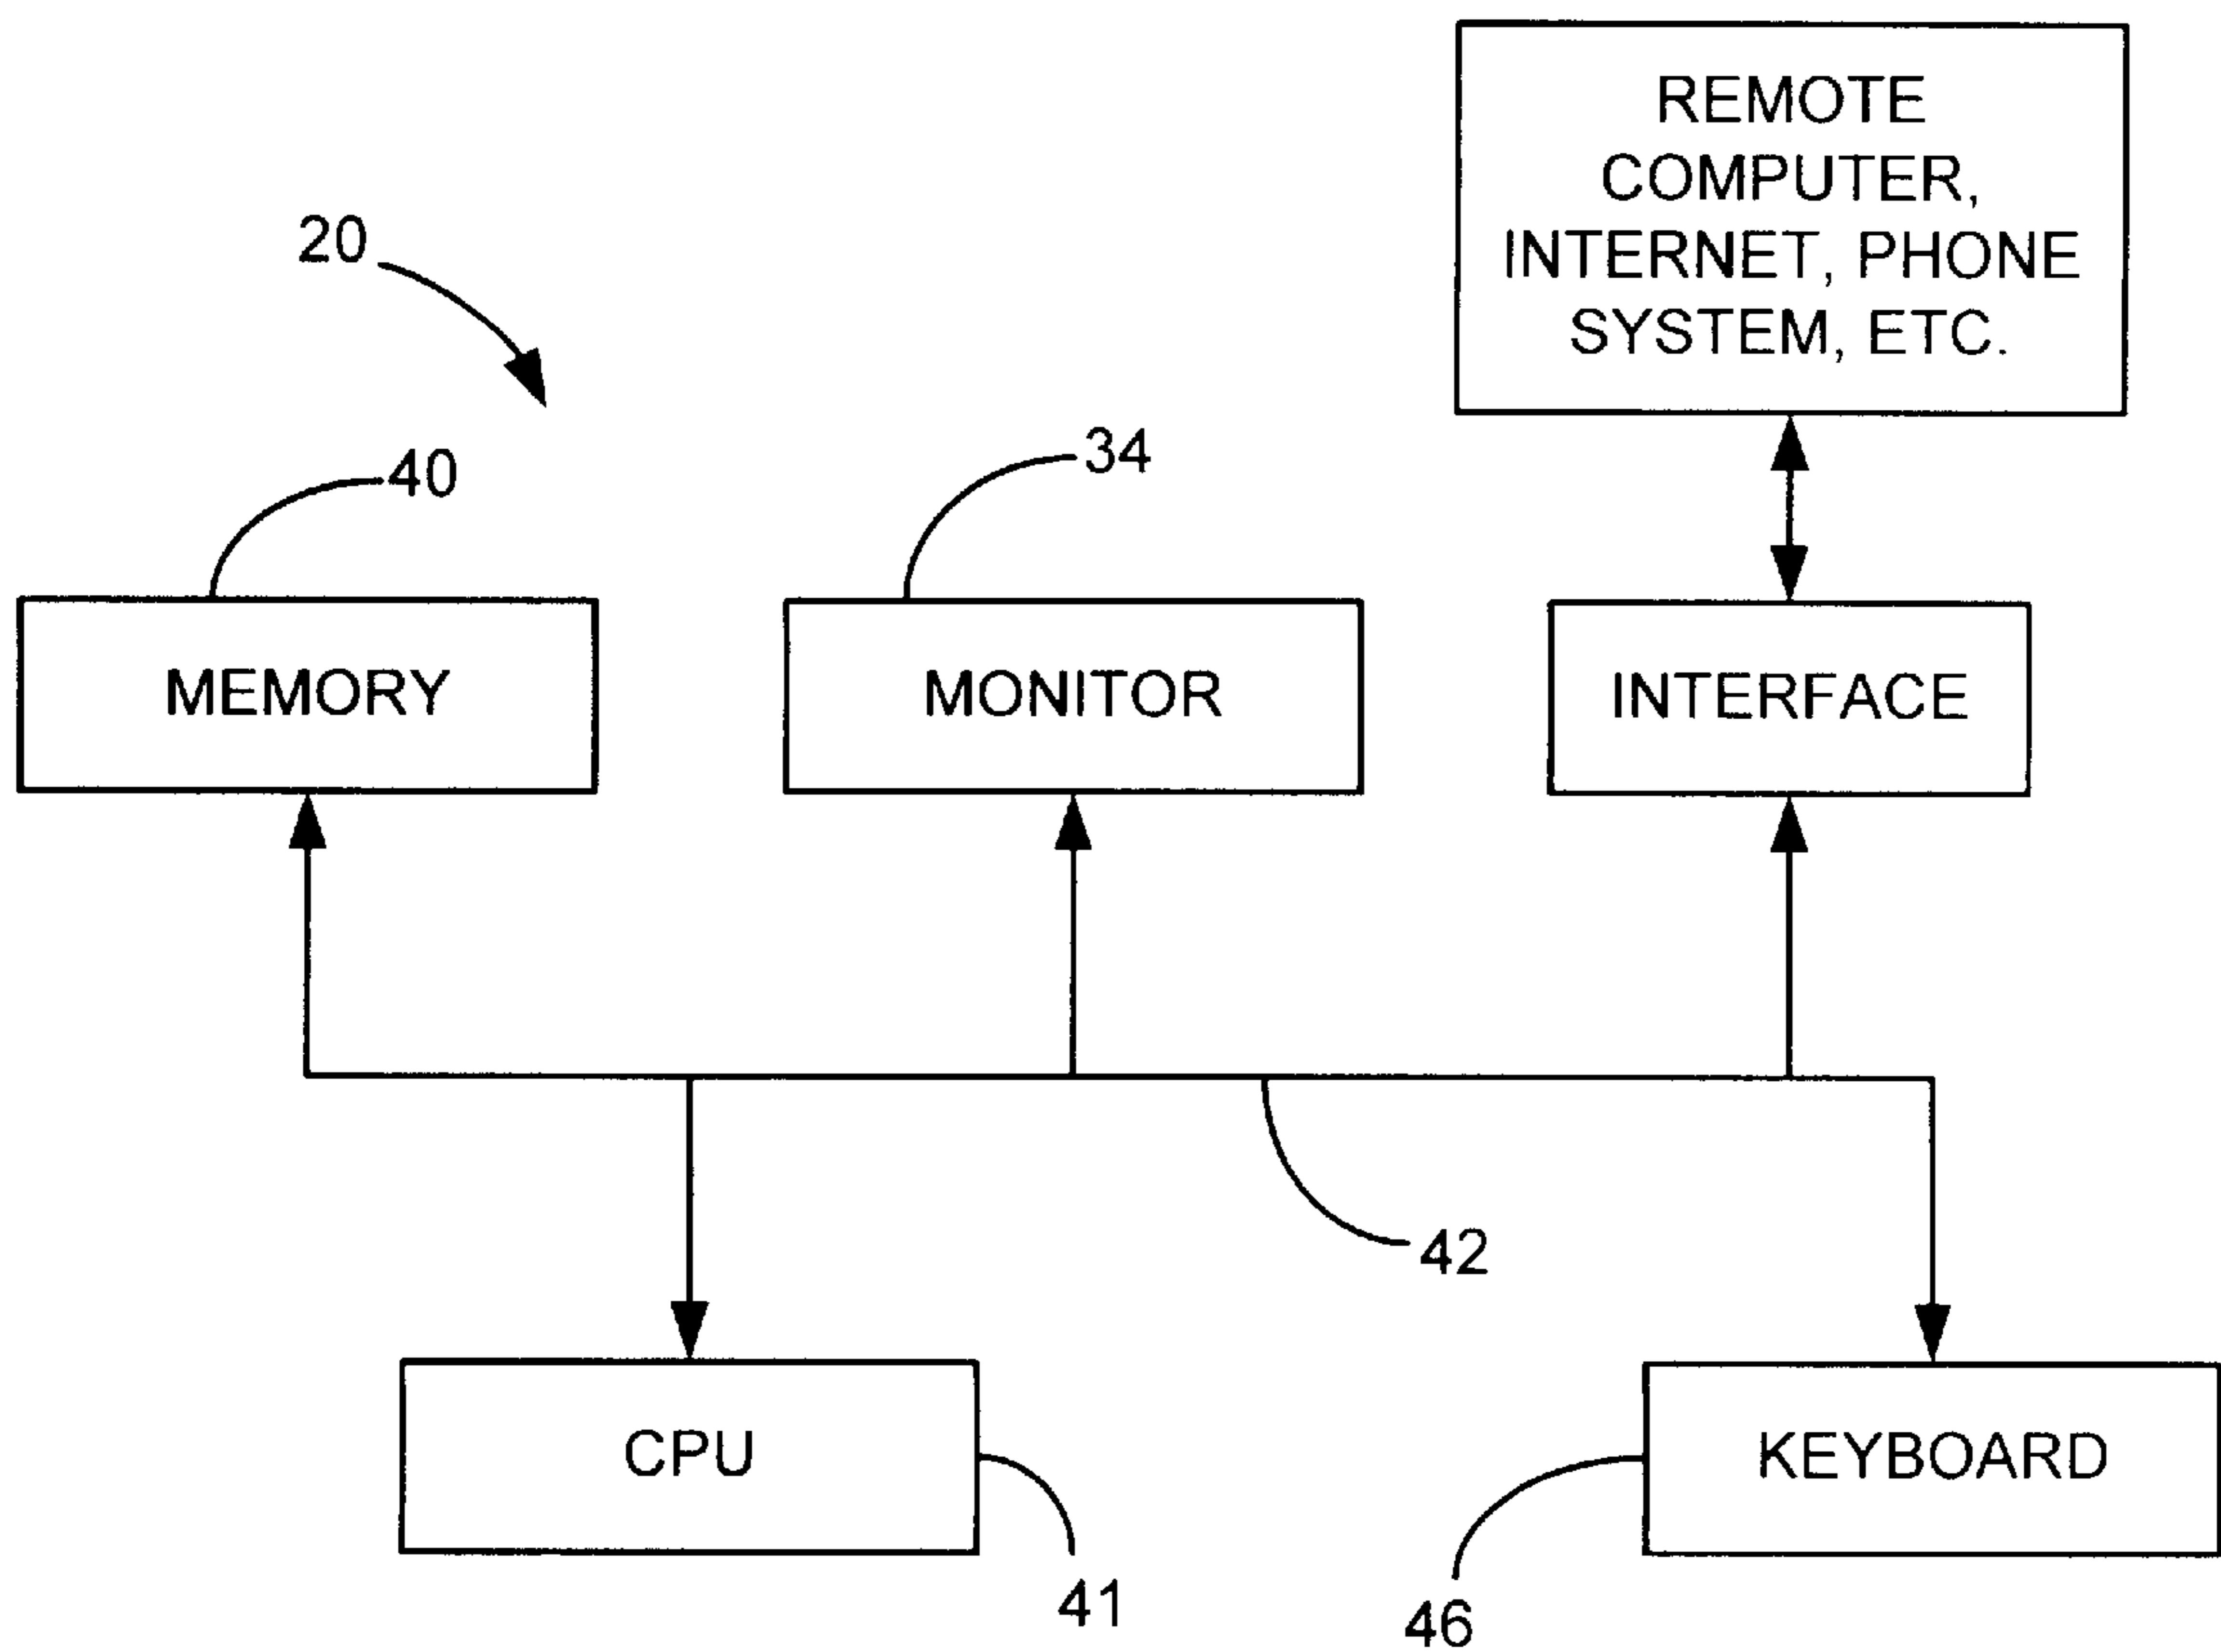 REMOTE
COMPUTER,
INTERNET, PHONE
SYSTEM, ETC.
20
34
40
MEMORY
MONITOR
INTERFACE
42
CPU
KEYBOARD
41
46